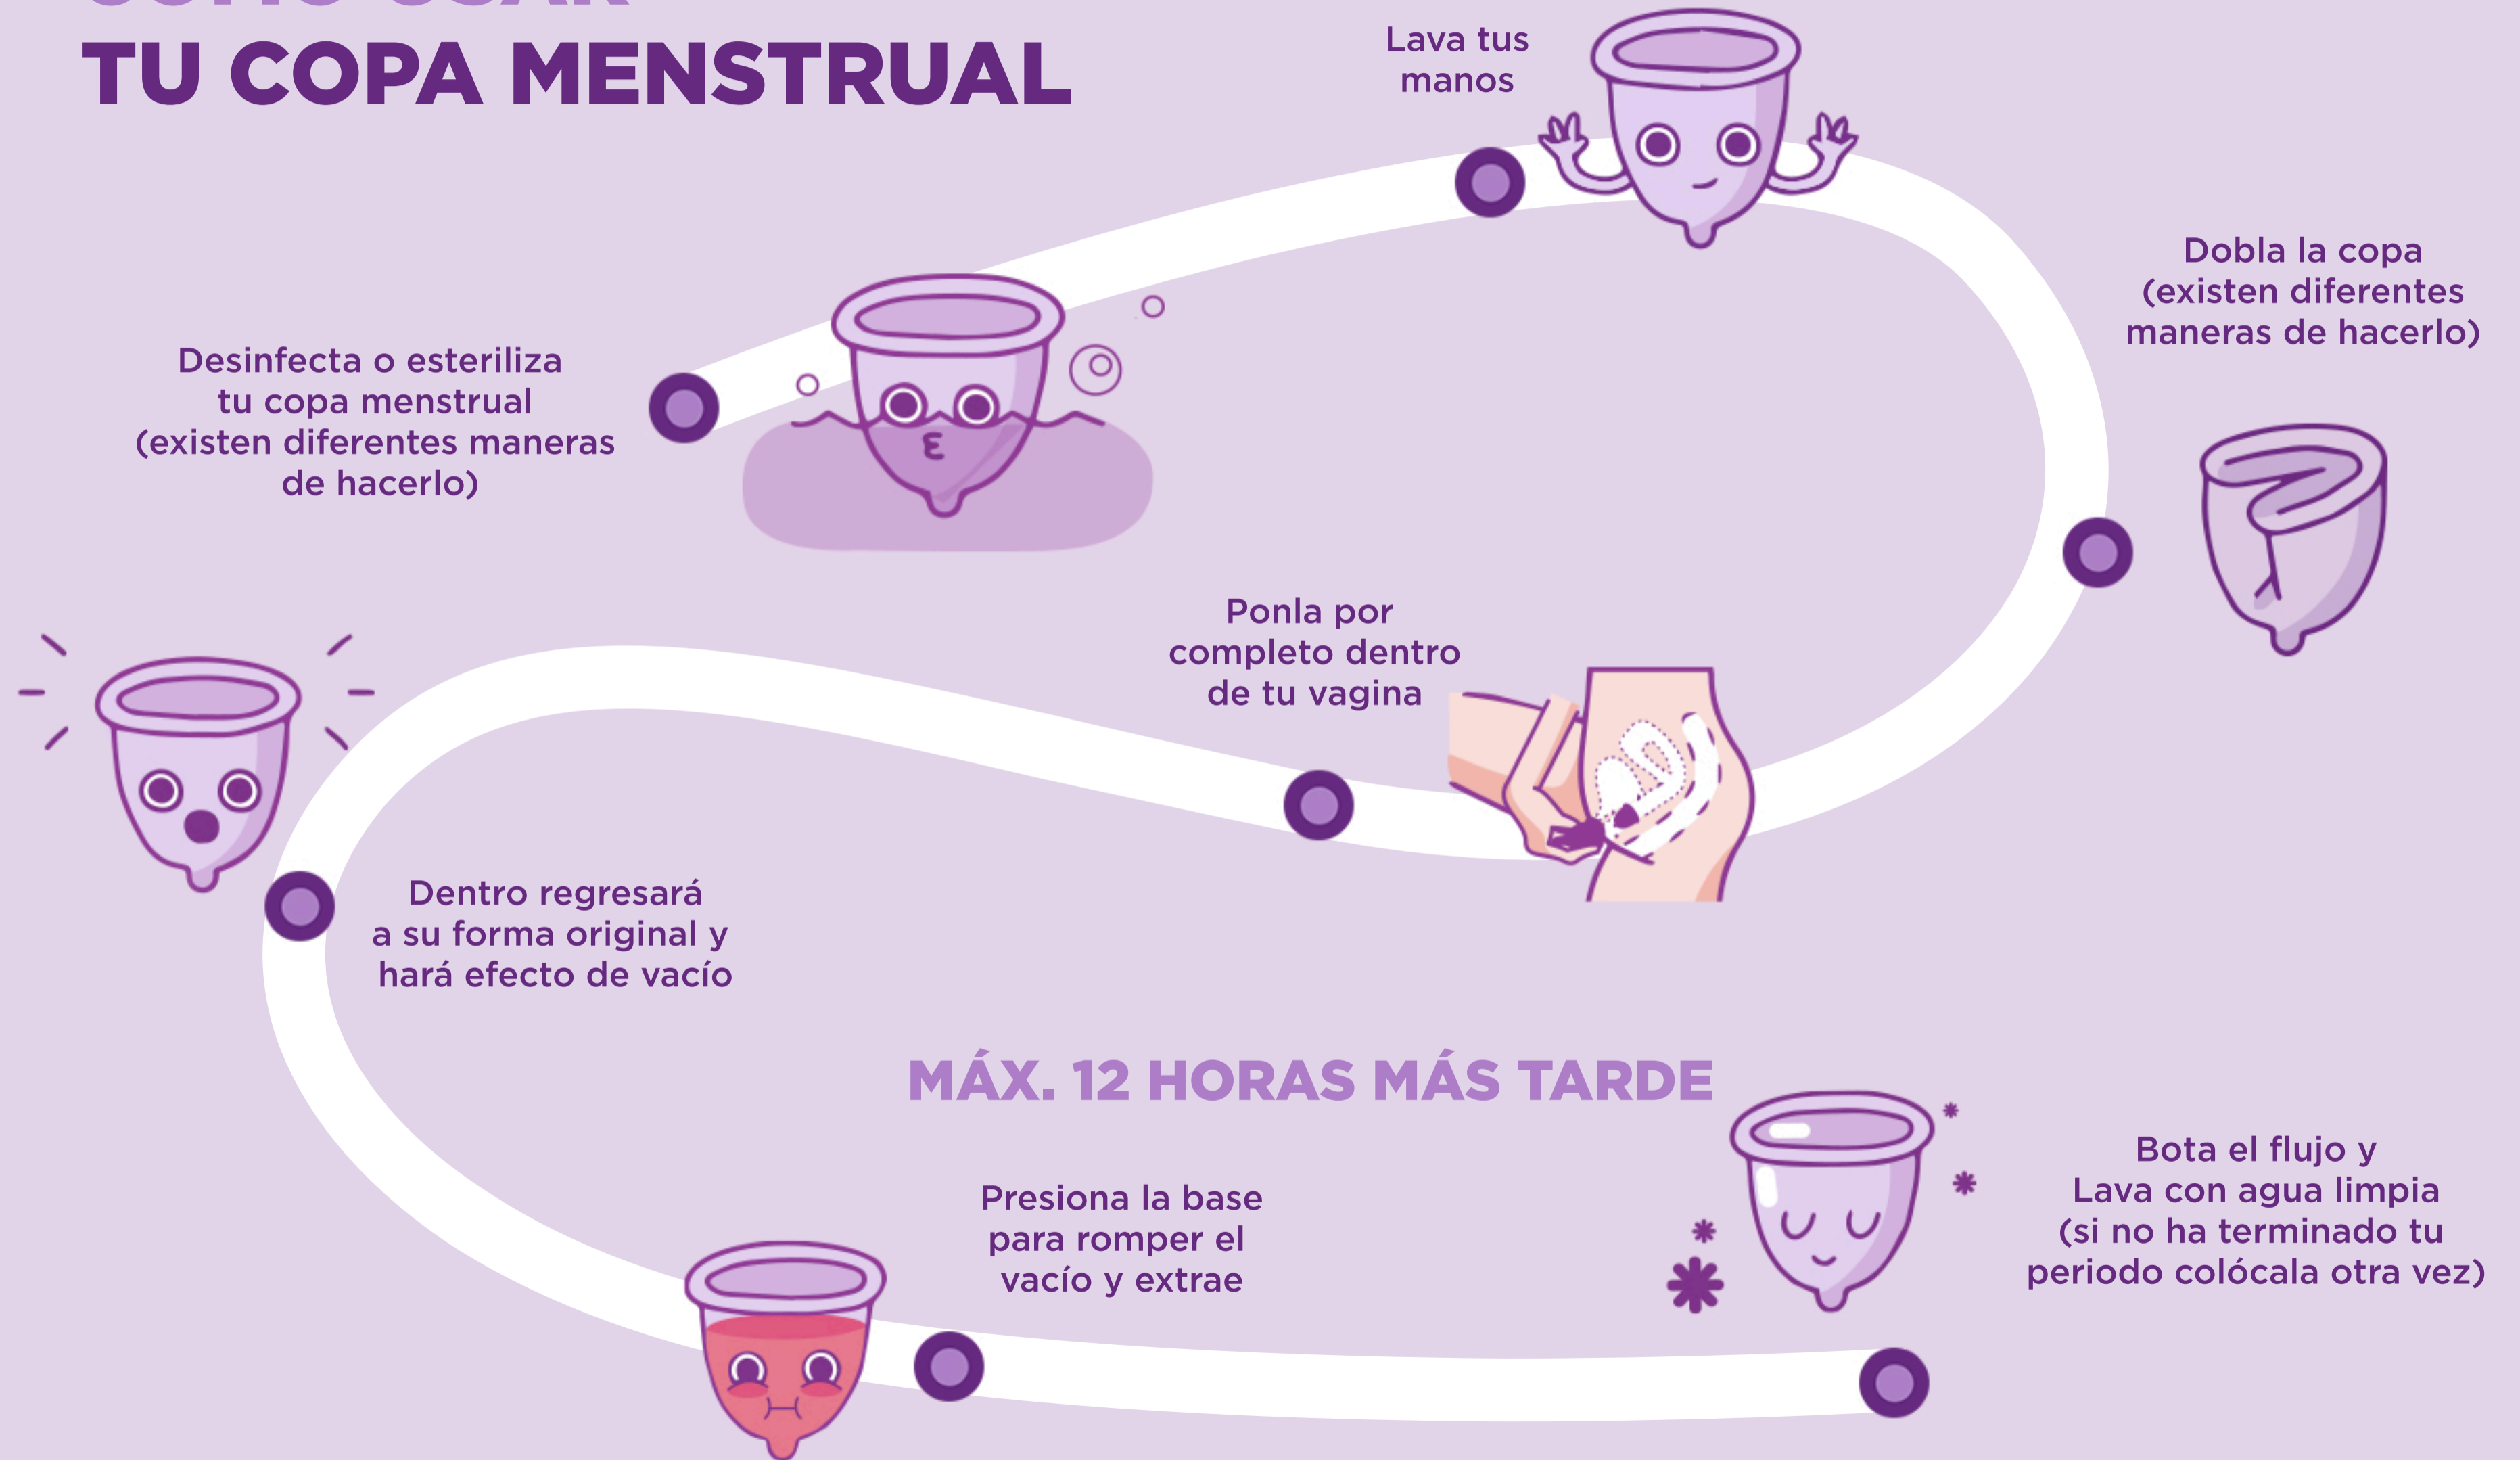 TU COPA MENSTRUAL
Desinfecta o esteriliza
tu copa menstrual
(existen diferentes maneras
de hacerlo)
Lava tus
manos
Dobla la copa
(existen diferentes
maneras de hacerlo)
Ponla por
completo dentro
de tu vagina
Dentro regresará
a su forma original y
hará efecto de vacío
MÁX. 12 HORAS MÁS TARDE
Presiona la base
para romper el
vacío y extrae
Bota el flujo y
Lava con agua limpia
(si no ha terminado tu
periodo colócala otra vez)